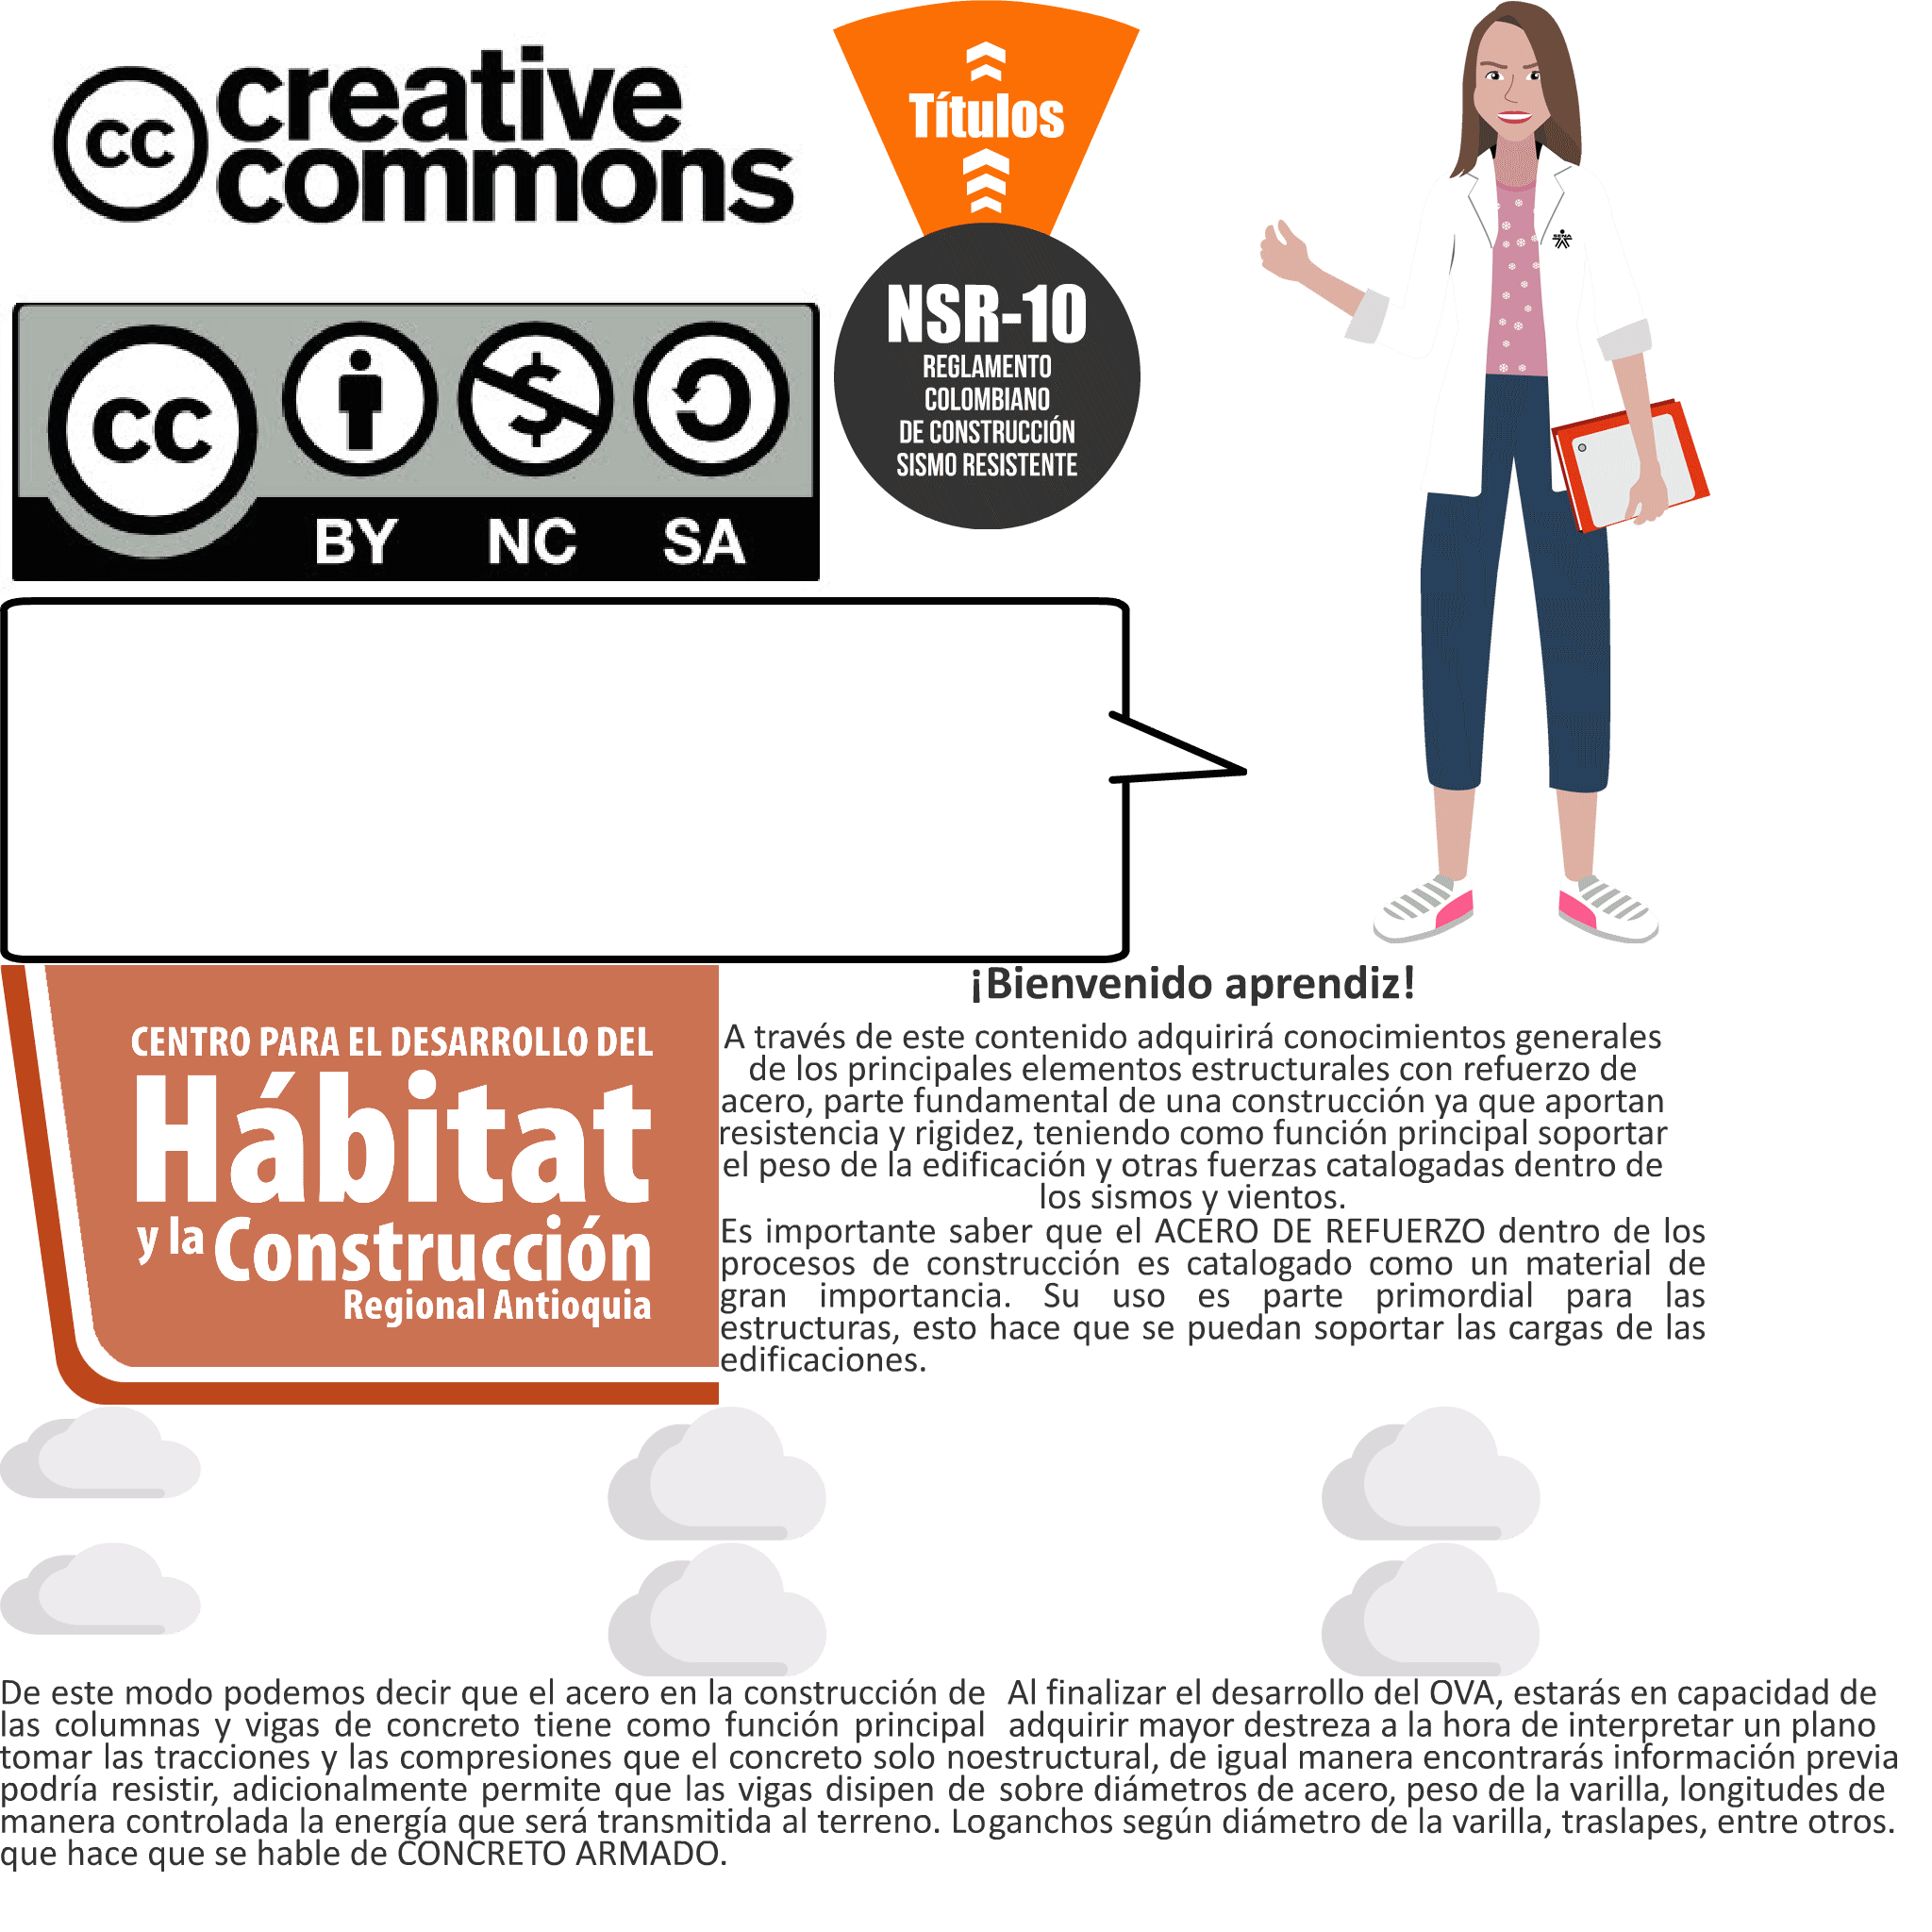 cc creative
commons
cc
BY NC SA
Títulos
NSR-10
REGLAMENTO
COLOMBIANO
DE CONSTRUCCIÓN
SISMO RESISTENTE
SENA
CENTRO PARA EL DESARROLLO DEL
Hábitat
y la Construcción
Regional Antioquia
¡Bienvenido aprendiz!
A través de este contenido adquirirá conocimientos generales
de los principales elementos estructurales con refuerzo de
acero, parte fundamental de una construcción ya que aportan
resistencia y rigidez, teniendo como función principal soportar
el peso de la edificación y otras fuerzas catalogadas dentro de
los sismos y vientos.
Es importante saber que el ACERO DE REFUERZO dentro de los
procesos de construcción es catalogado como un material de
gran importancia. Su uso es parte primordial para las
estructuras, esto hace que se puedan soportar las cargas de las
edificaciones.
De este modo podemos decir que el acero en la construcción de
las columnas y vigas de concreto tiene como función principal
tomar las tracciones y las compresiones que el concreto solo no
podría resistir, adicionalmente permite que las vigas disipen de
manera controlada la energía que será transmitida al terreno. Lo
que hace que se hable de CONCRETO ARMADO.
Al finalizar el desarrollo del OVA, estarás en capacidad de
adquirir mayor destreza a la hora de interpretar un plano
estructural, de igual manera encontrarás información previa
sobre diámetros de acero, peso de la varilla, longitudes de
ganchos según diámetro de la varilla, traslapes, entre otros.